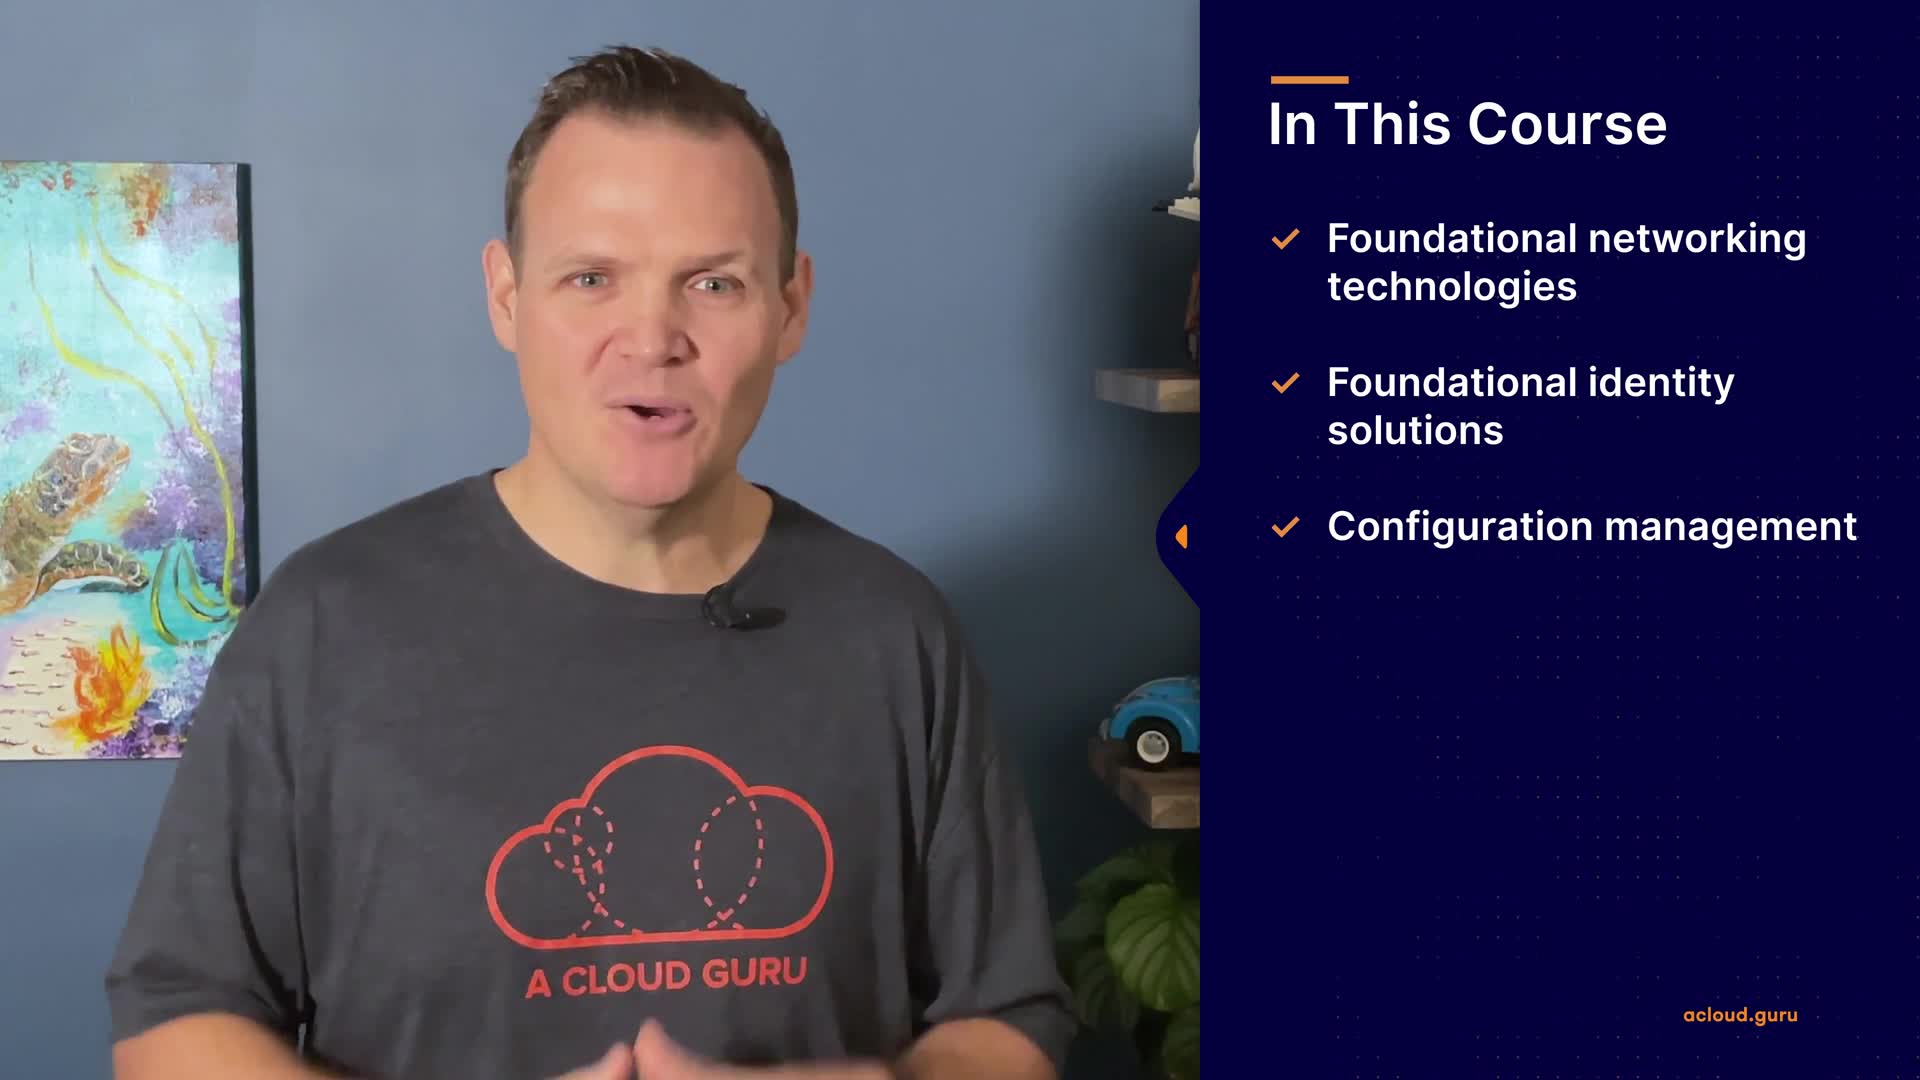 In This Course
Foundational networking
technologies
Foundational identity
solutions
Configuration management
A CLOUD GURU
acloud.guru